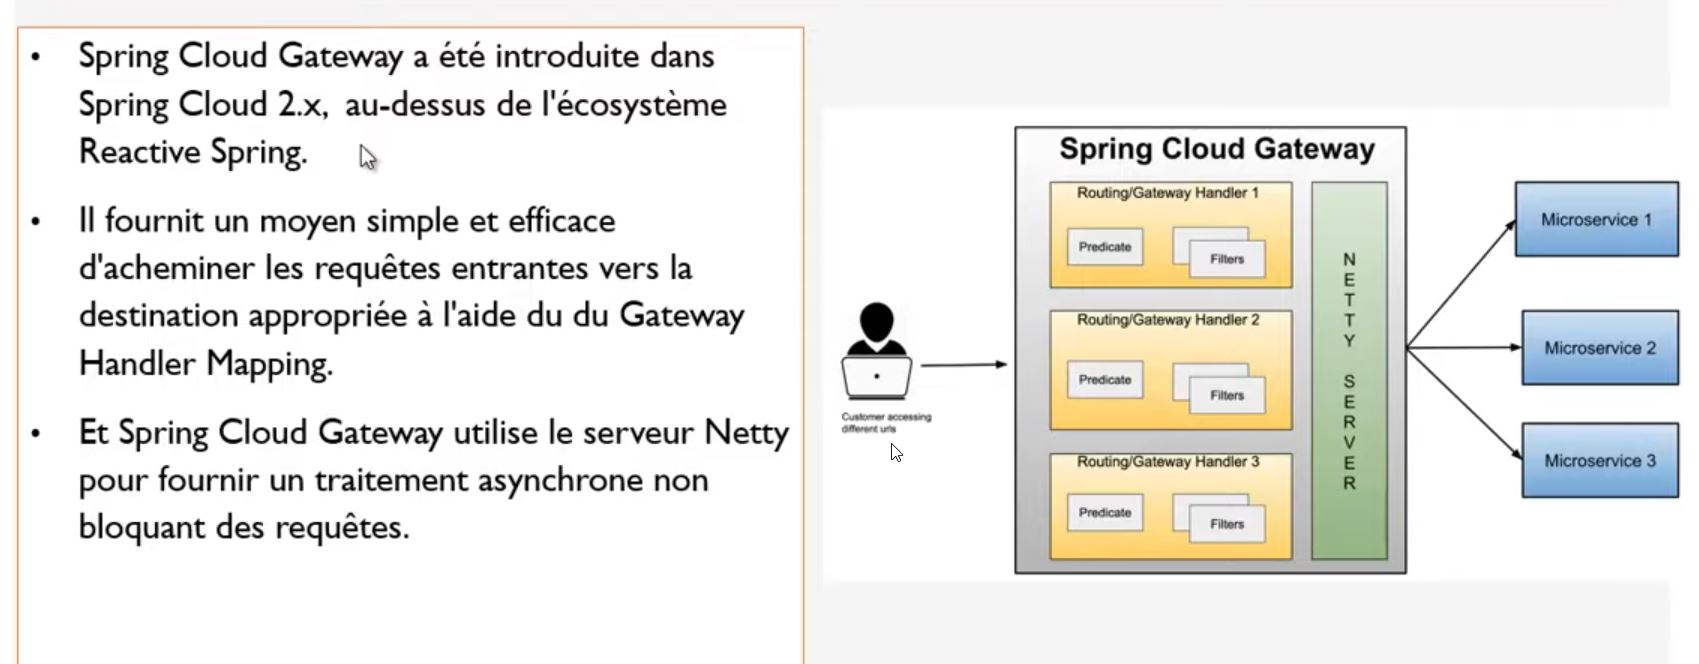 • Spring Cloud Gateway a été introduite dans
Spring Cloud 2.x, au-dessus de l'écosystème
Reactive Spring.
• Il fournit un moyen simple et efficace
d'acheminer les requêtes entrantes vers la
destination appropriée à l'aide du du Gateway
Handler Mapping.
• Et Spring Cloud Gateway utilise le serveur Netty
pour fournir un traitement asynchrone non
bloquant des requêtes.
Customer accessing
different urls
Spring Cloud Gateway
Routing/Gateway Handler 1
Predicate
Filters
Routing/Gateway Handler 2
Predicate
Filters
Routing/Gateway Handler 3
Predicate
Filters
NETTY SERVER
Microservice 1
Microservice 2
Microservice 3